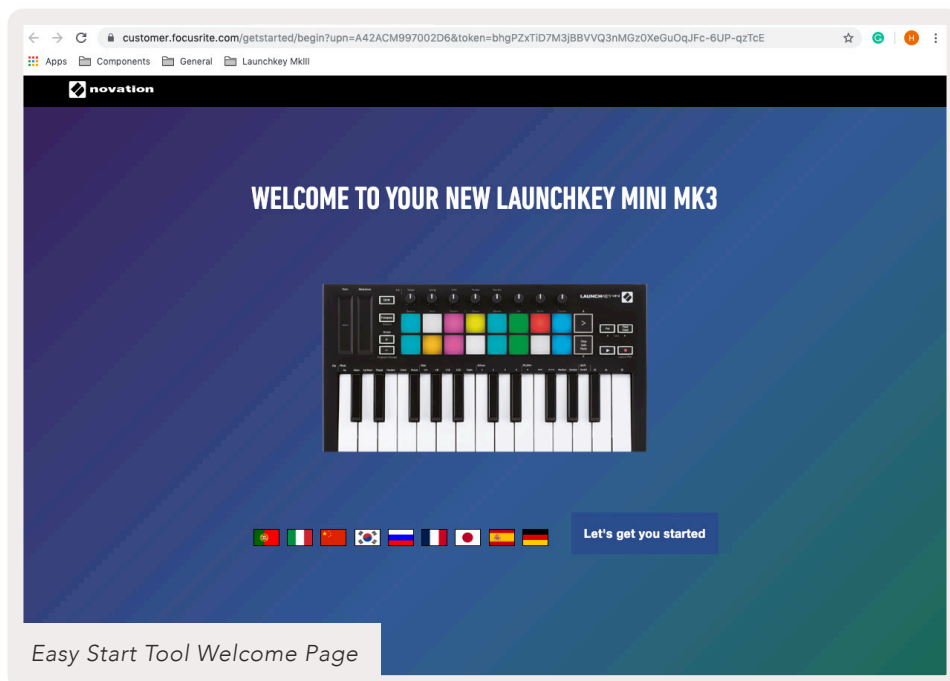 customer.focusrite.com/getstarted/begin?upn=A42ACM997002D6&token=bhgPZxTiD7M3jBBVVQ3nMGz0XeGuOqJFc-6UP-qzTcE
G
H
Apps Components General Launchkey MkIII
novation
WELCOME TO YOUR NEW LAUNCHKEY MINI MK3
LAUNCHKEY
Let's get you started
Easy Start Tool Welcome Page